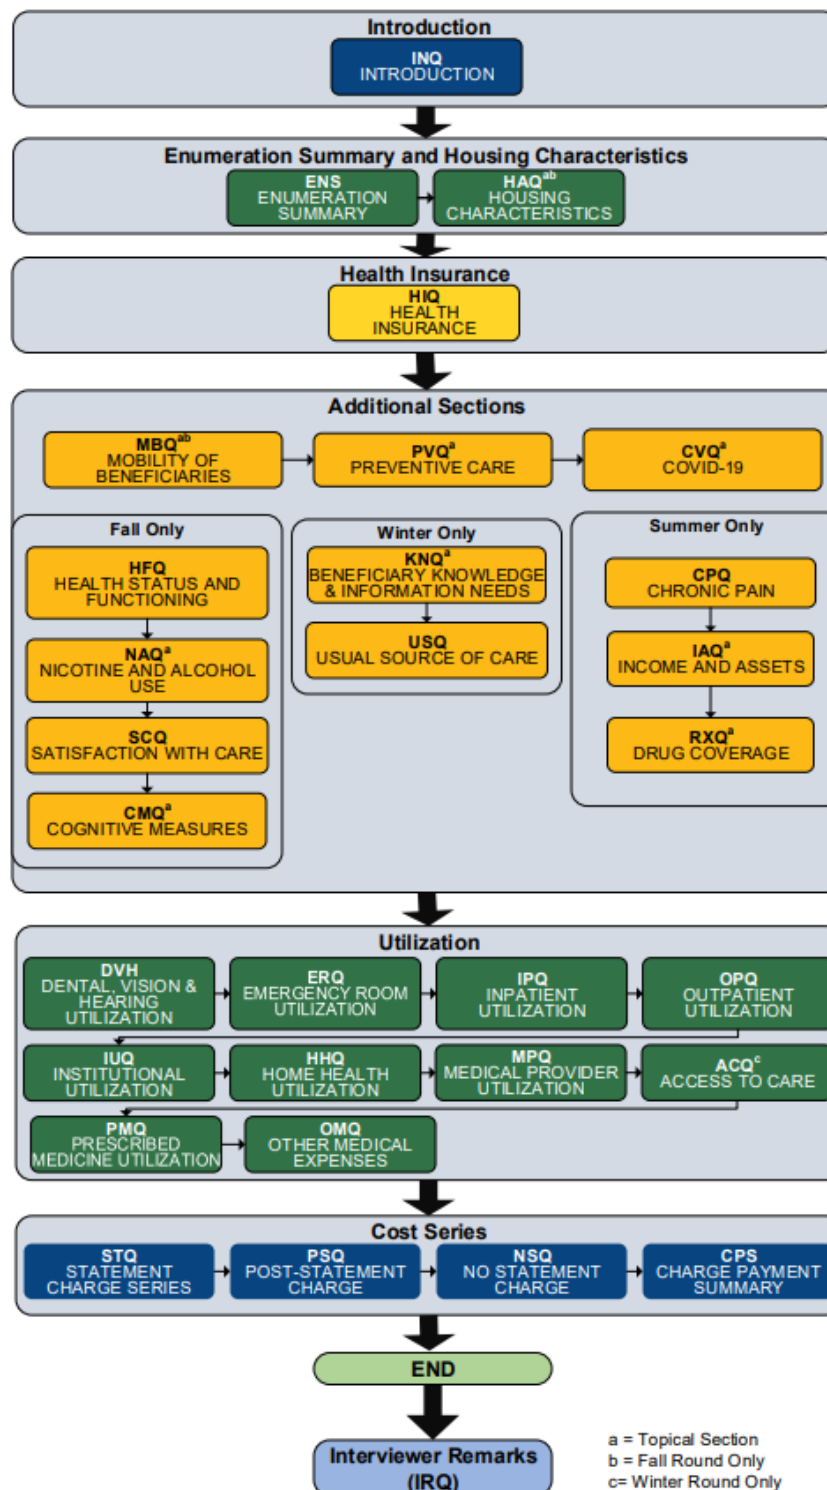 Introduction
INQ
INTRODUCTION
Enumeration Summary and Housing Characteristics
ENS
ENUMERATION
SUMMARY
HAQab
HOUSING
CHARACTERISTICS
Health Insurance
HIQ
HEALTH
INSURANCE
Additional Sections
MBQab
MOBILITY OF
BENEFICIARIES
PVQa
PREVENTIVE CARE
CVQa
COVID-19
Fall Only
HFQ
HEALTH STATUS AND
FUNCTIONING
NAQa
NICOTINE AND ALCOHOL
USE
SCQ
SATISFACTION WITH CARE
CMQa
COGNITIVE MEASURES
Winter Only
KNQa
BENEFICIARY KNOWLEDGE
& INFORMATION NEEDS
USQ
USUAL SOURCE OF CARE
Summer Only
CPQ
CHRONIC PAIN
IAQa
INCOME AND ASSETS
RXQa
DRUG COVERAGE
Utilization
DVH
DENTAL, VISION &
HEARING
UTILIZATION
ERQ
EMERGENCY ROOM
UTILIZATION
IPQ
INPATIENT
UTILIZATION
OPQ
OUTPATIENT
UTILIZATION
IUQ
INSTITUTIONAL
UTILIZATION
HHQ
HOME HEALTH
UTILIZATION
MPQ
MEDICAL PROVIDER
UTILIZATION
ACQc
ACCESS TO CARE
PMQ
PRESCRIBED
MEDICINE UTILIZATION
OMQ
OTHER MEDICAL
EXPENSES
Cost Series
STQ
STATEMENT
CHARGE SERIES
PSQ
POST-STATEMENT
CHARGE
NSQ
NO STATEMENT
CHARGE
CPS
CHARGE PAYMENT
SUMMARY
END
Interviewer Remarks
(IRQ)
a = Topical Section
b = Fall Round Only
c= Winter Round Only